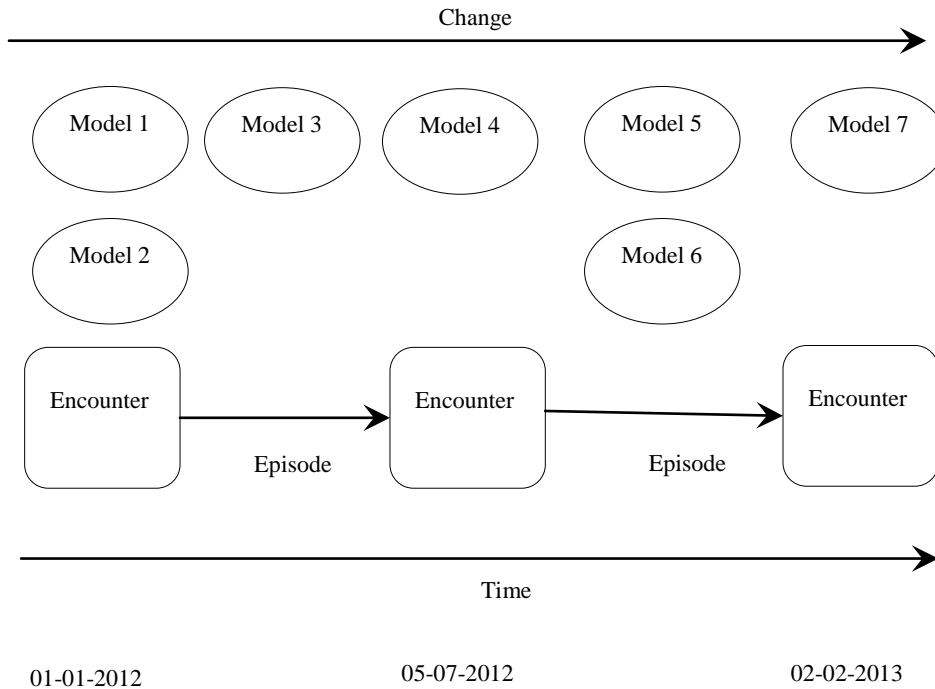 Change
Model 1 Model 3 Model 4 Model 5 Model 7
Model 2 Model 6
Encounter Encounter Encounter
Episode Episode
Time
01-01-2012 05-07-2012 02-02-2013